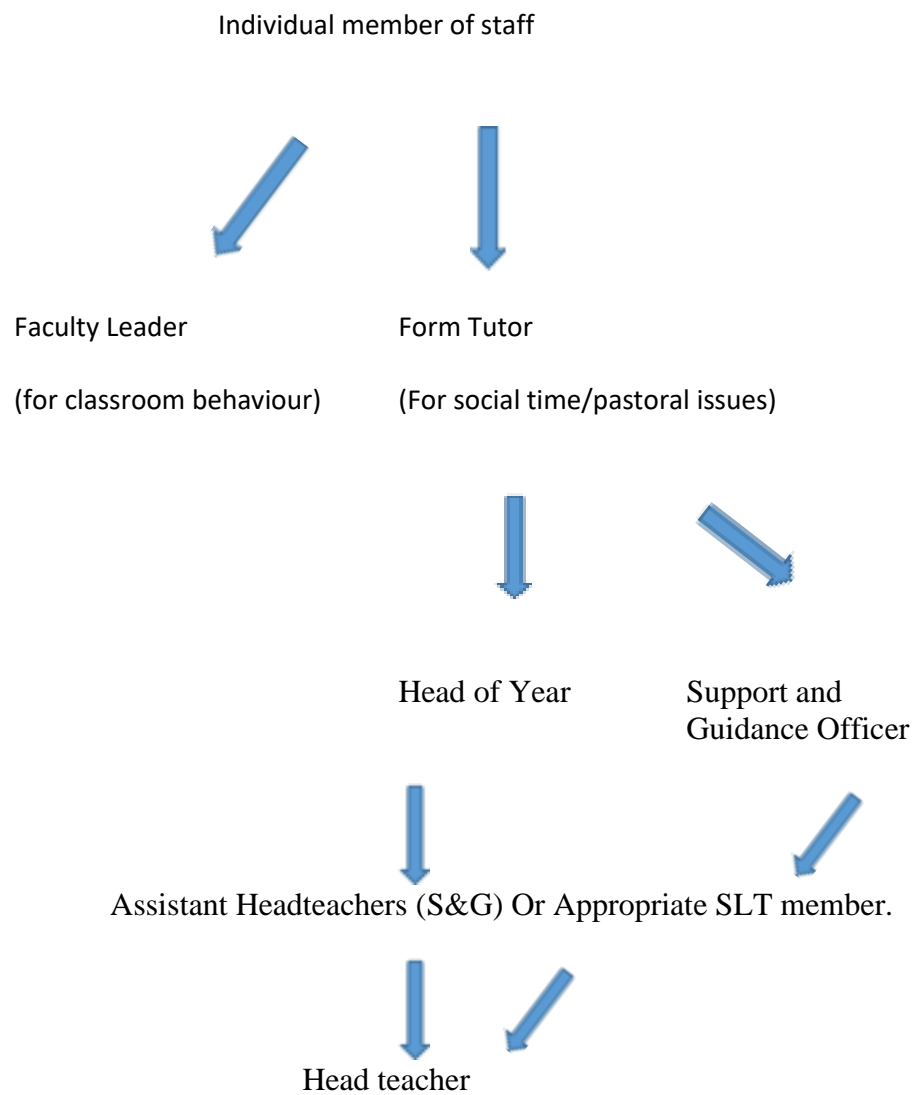 Individual member of staff
Faculty Leader
Form Tutor
(for classroom behaviour)
(For social time/pastoral issues)
Head of Year
Support and
Guidance Officer
Assistant Headteachers (S&G) Or Appropriate SLT member.
Head teacher